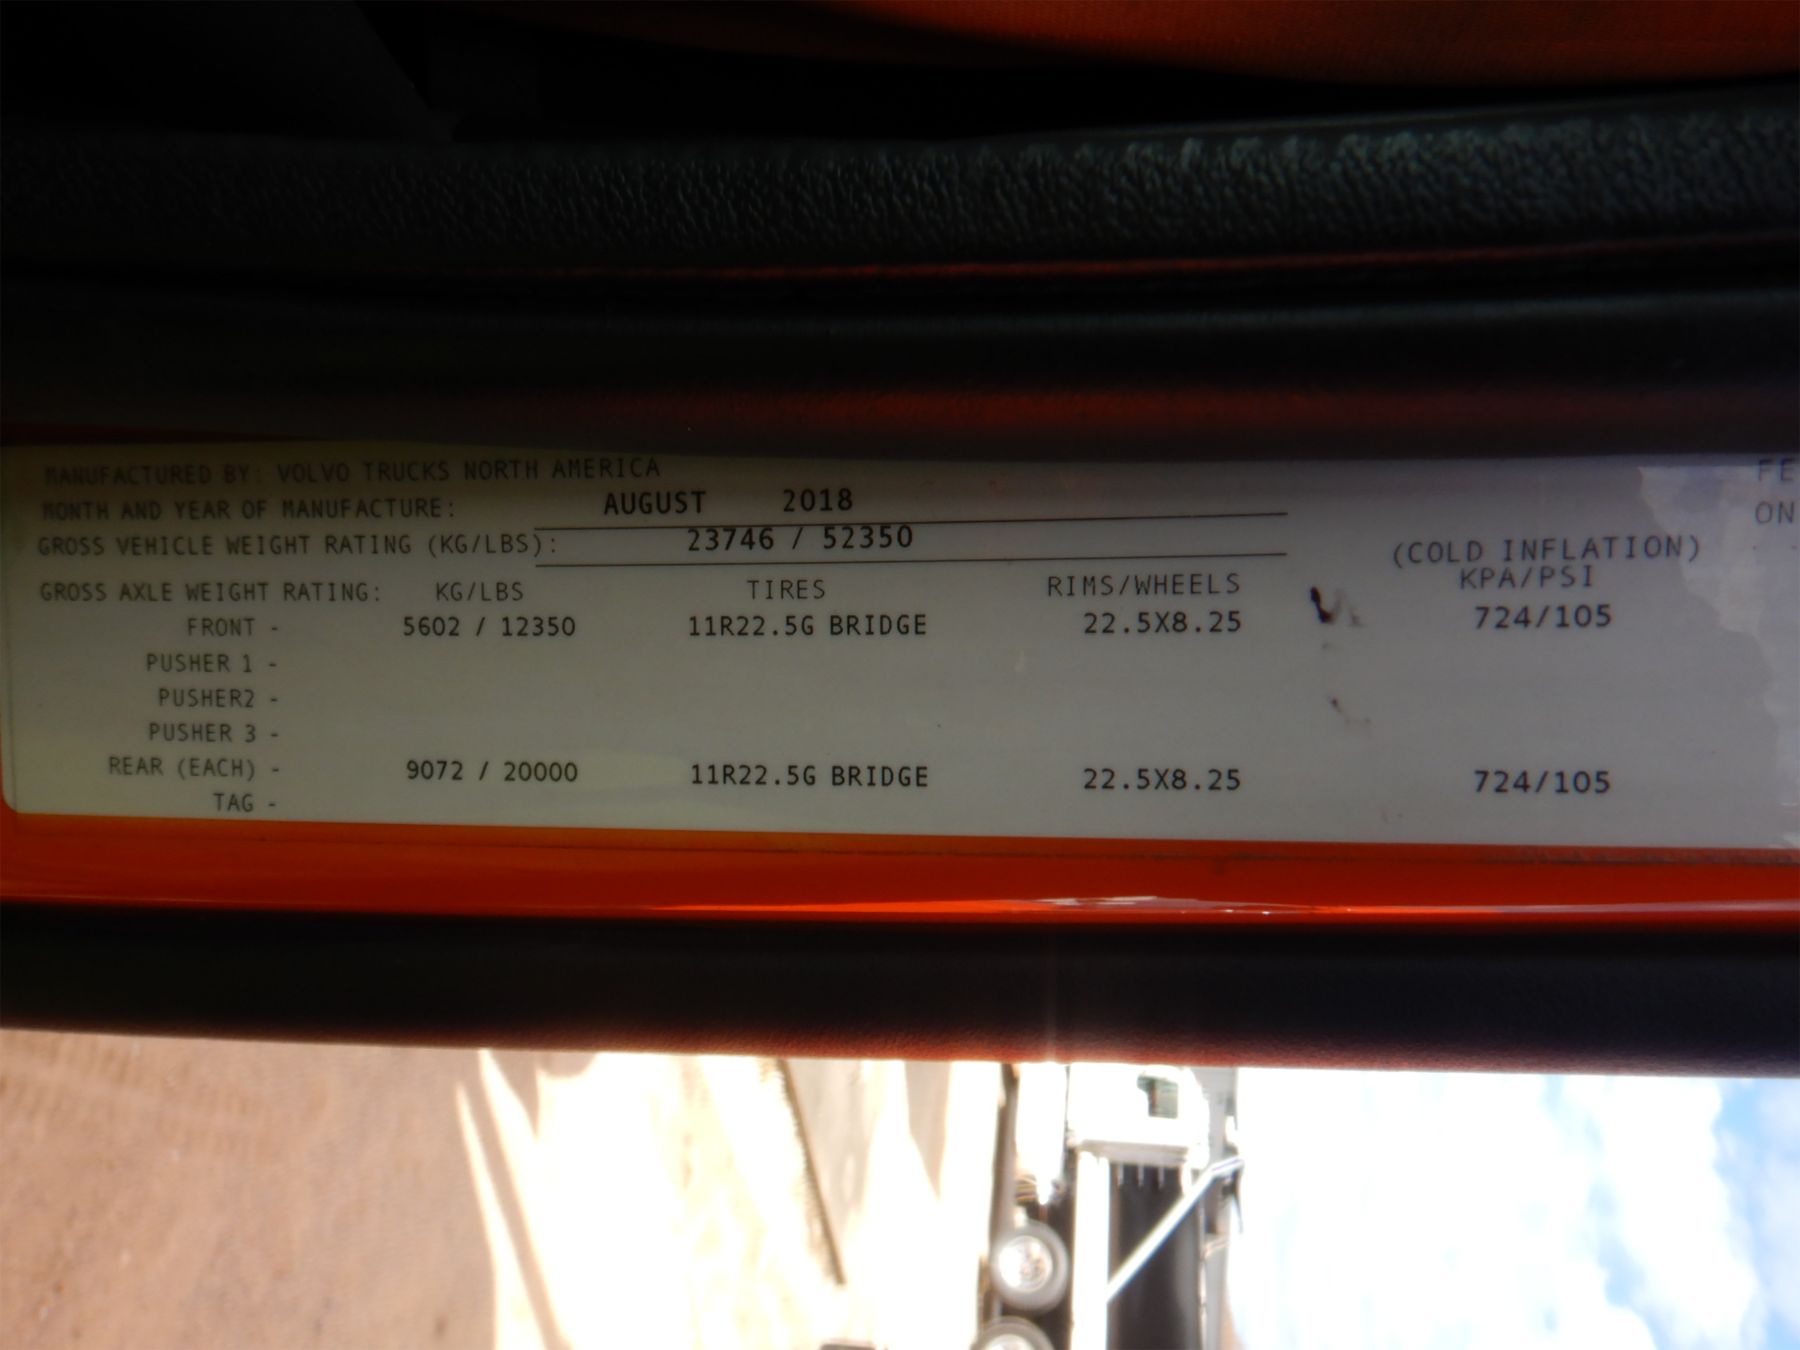 MANUFACTURED BY: VOLVO TRUCKS NORTH AMERICA
MONTH AND YEAR OF MANUFACTURE: AUGUST 2018
GROSS VEHICLE WEIGHT RATING (KG/LBS): 23746 / 52350
(COLD INFLATION)
GROSS AXLE WEIGHT RATING: KG/LBS TIRES RIMS/WHEELS KPA/PSI
FRONT - 5602 / 12350 11R22.5G BRIDGE 22.5X8.25 724/105
PUSHER 1 -
PUSHER2 -
PUSHER 3 -
REAR (EACH) - 9072 / 20000 11R22.5G BRIDGE 22.5X8.25 724/105
TAG -
FE
ON